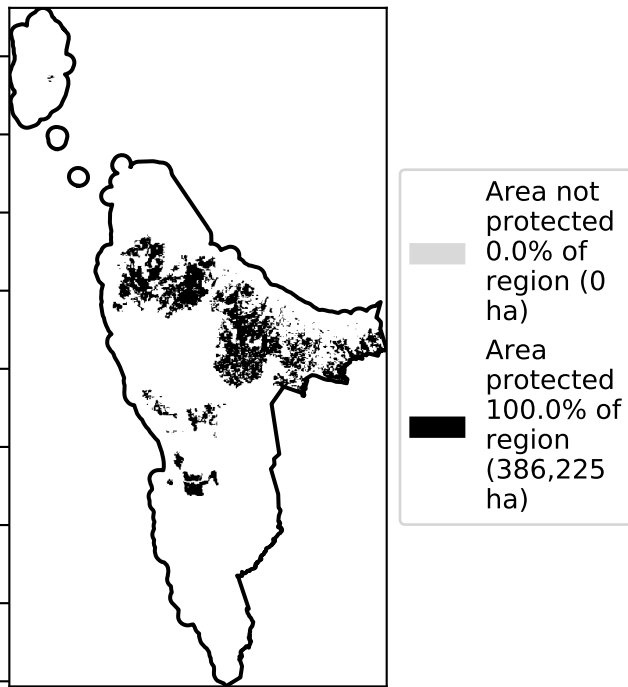 Area not
protected
0.0% of
region (0
ha)
Area
protected
100.0% of
region
(386,225
ha)